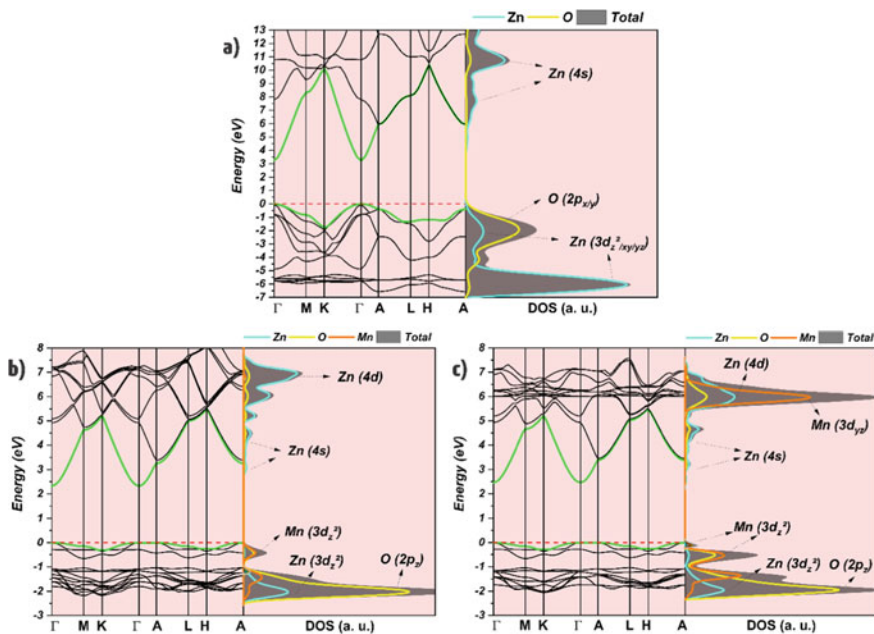 Zn O Total
a)
13
12
11
10
9
8
7
6
5
4
3
2
1
0
-1
-2
-3
-4
-5
-6
-7
Energy (eV)
Zn (4s)
O (2px/y)
Zn (3dz²/xy/yz)
Γ M K Γ A L H A DOS (a. u.)
b)
Zn O Mn Total
8
7
6
5
4
3
2
1
0
-1
-2
-3
Energy (eV)
Zn (4d)
Zn (4s)
Mn (3dz²)
Zn (3dz²)
O (2pz)
Γ M K Γ A L H A DOS (a. u.)
c)
Zn O Mn Total
8
7
6
5
4
3
2
1
0
-1
-2
-3
Energy (eV)
Zn (4d)
Mn (3dyz)
Zn (4s)
Mn (3dz²)
Zn (3dz²)
O (2pz)
Γ M K Γ A L H A DOS (a. u.)